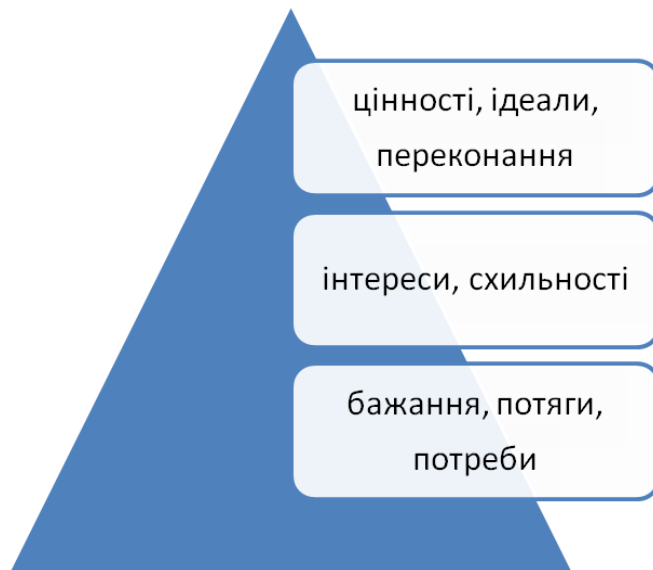 цінності, ідеали,
переконання
інтереси, схильності
бажання, потяги,
потреби